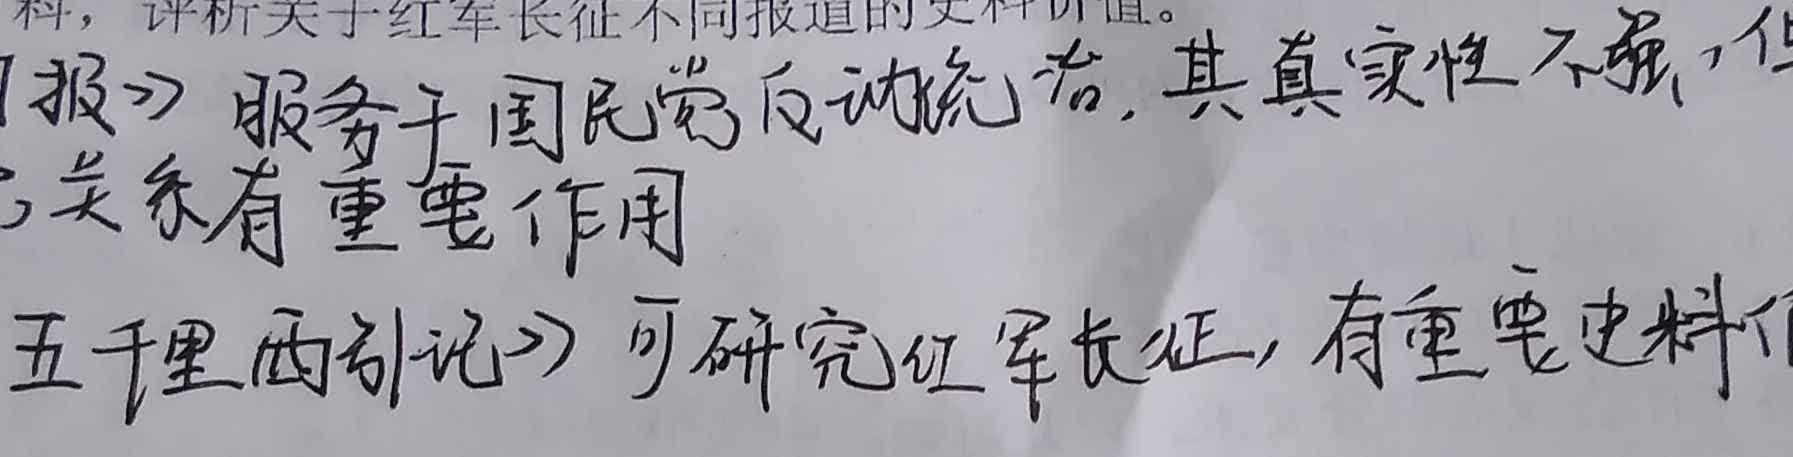 料，评析关于红军长征不同报道的史料价值。
报》服务于国民党反动统治，其真实性不强，但
关系有重要作用
五千里西引记》可研究红军长征，有重要史料价